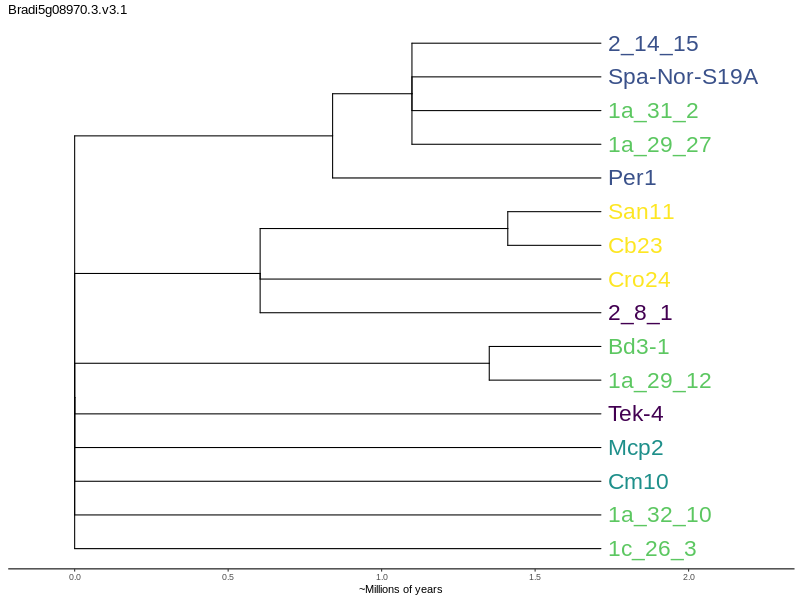 Bradi5g08970.3.v3.1
2_14_15
Spa-Nor-S19A
1a_31_2
1a_29_27
Per1
San11
Cb23
Cro24
2_8_1
Bd3-1
1a_29_12
Tek-4
Mcp2
Cm10
1a_32_10
1c_26_3
0.0 0.5 1.0 1.5 2.0
~Millions of years